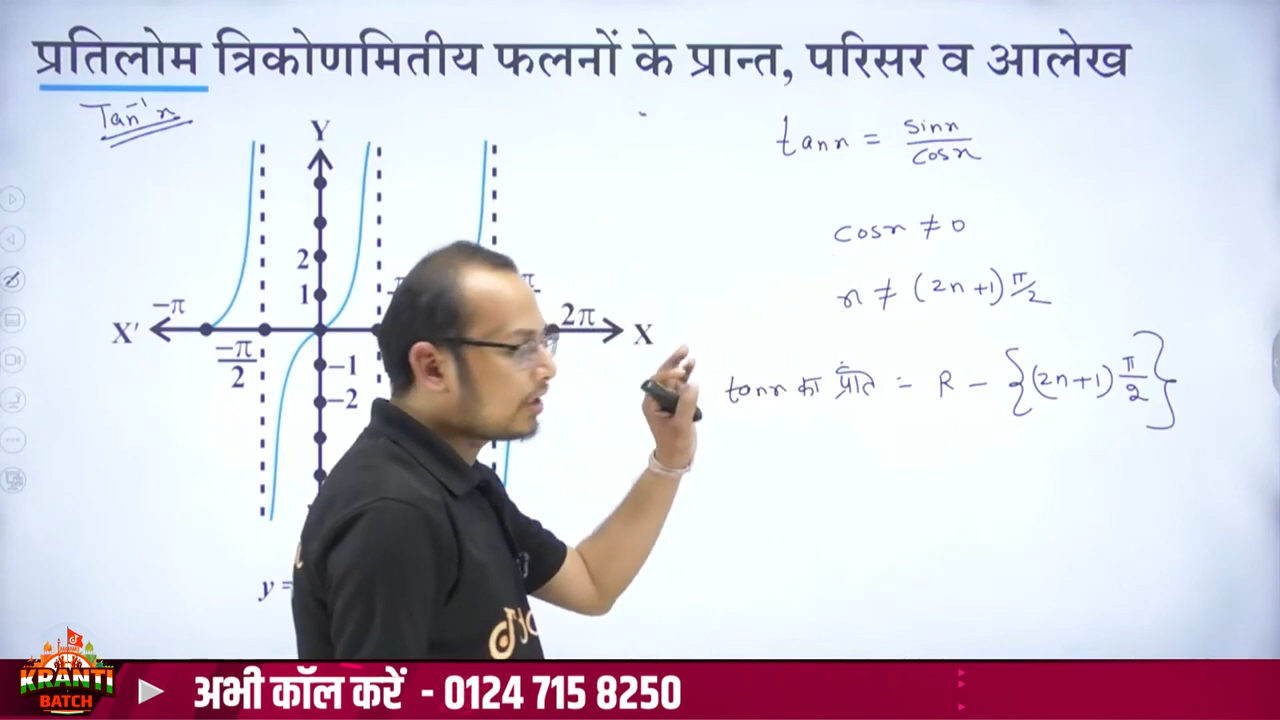 प्रतिलोम त्रिकोणमितीय फलनों के प्रान्त, परिसर व आलेख
Tan⁻¹x
tanx = sinx/cosx
cosx ≠ 0
x ≠ (2n+1)π/2
tanx का प्रांत = R - {(2n+1)π/2}
Y
2
1
-1
-2
X'
-π
-π/2
2π
X
y =
KRANTI
BATCH
अभी कॉल करें - 0124 715 8250